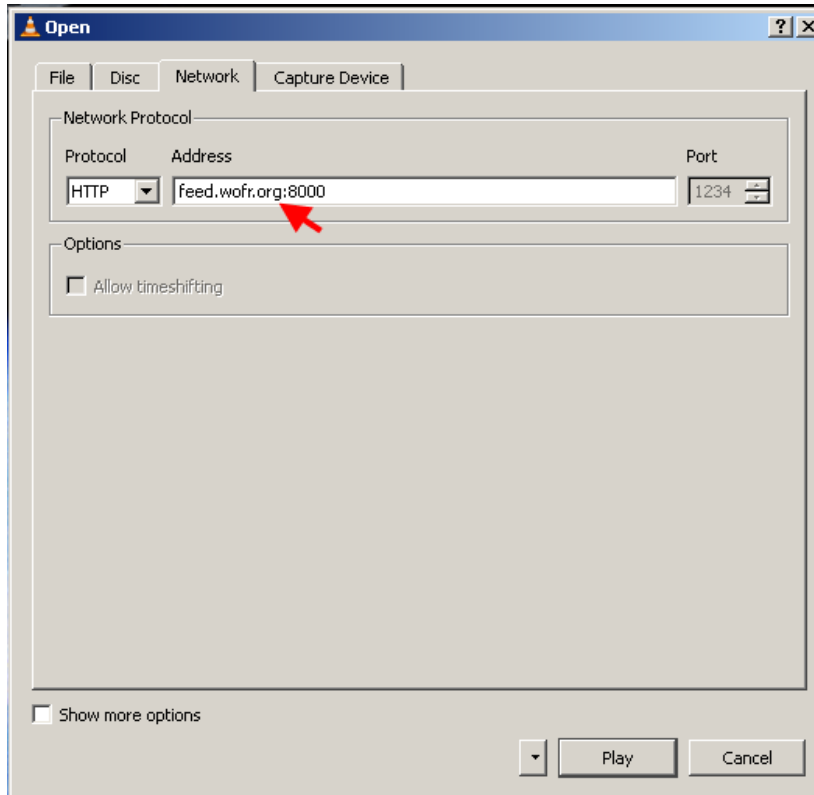 Open
File Disc Network Capture Device
Network Protocol
Protocol Address Port
HTTP feed.wofr.org:8000 1234
Options
Allow timeshifting
Show more options
Play Cancel